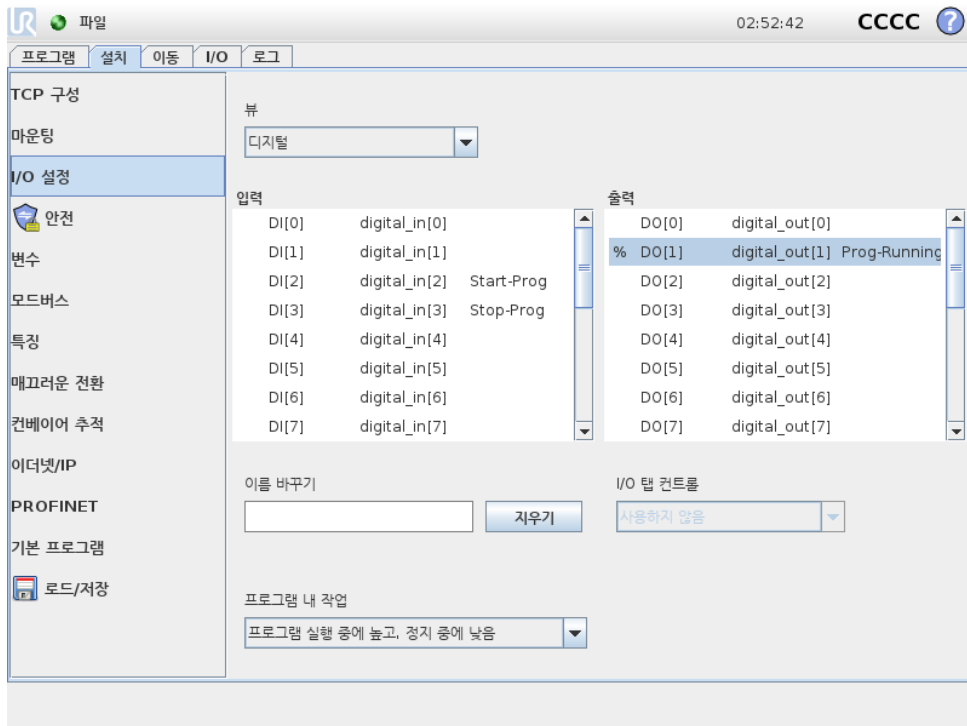 UR 파일 02:52:42 CCCC ?
프로그램 설치 이동 I/O 로그
TCP 구성
마운팅
I/O 설정
안전
변수
모드버스
특징
매끄러운 전환
컨베이어 추적
이더넷/IP
PROFINET
기본 프로그램
로드/저장
뷰
디지털
입력
DI[0] digital_in[0]
DI[1] digital_in[1]
DI[2] digital_in[2] Start-Prog
DI[3] digital_in[3] Stop-Prog
DI[4] digital_in[4]
DI[5] digital_in[5]
DI[6] digital_in[6]
DI[7] digital_in[7]
출력
DO[0] digital_out[0]
% DO[1] digital_out[1] Prog-Running
DO[2] digital_out[2]
DO[3] digital_out[3]
DO[4] digital_out[4]
DO[5] digital_out[5]
DO[6] digital_out[6]
DO[7] digital_out[7]
이름 바꾸기
지우기
I/O 탭 컨트롤
사용하지 않음
프로그램 내 작업
프로그램 실행 중에 높고, 정지 중에 낮음